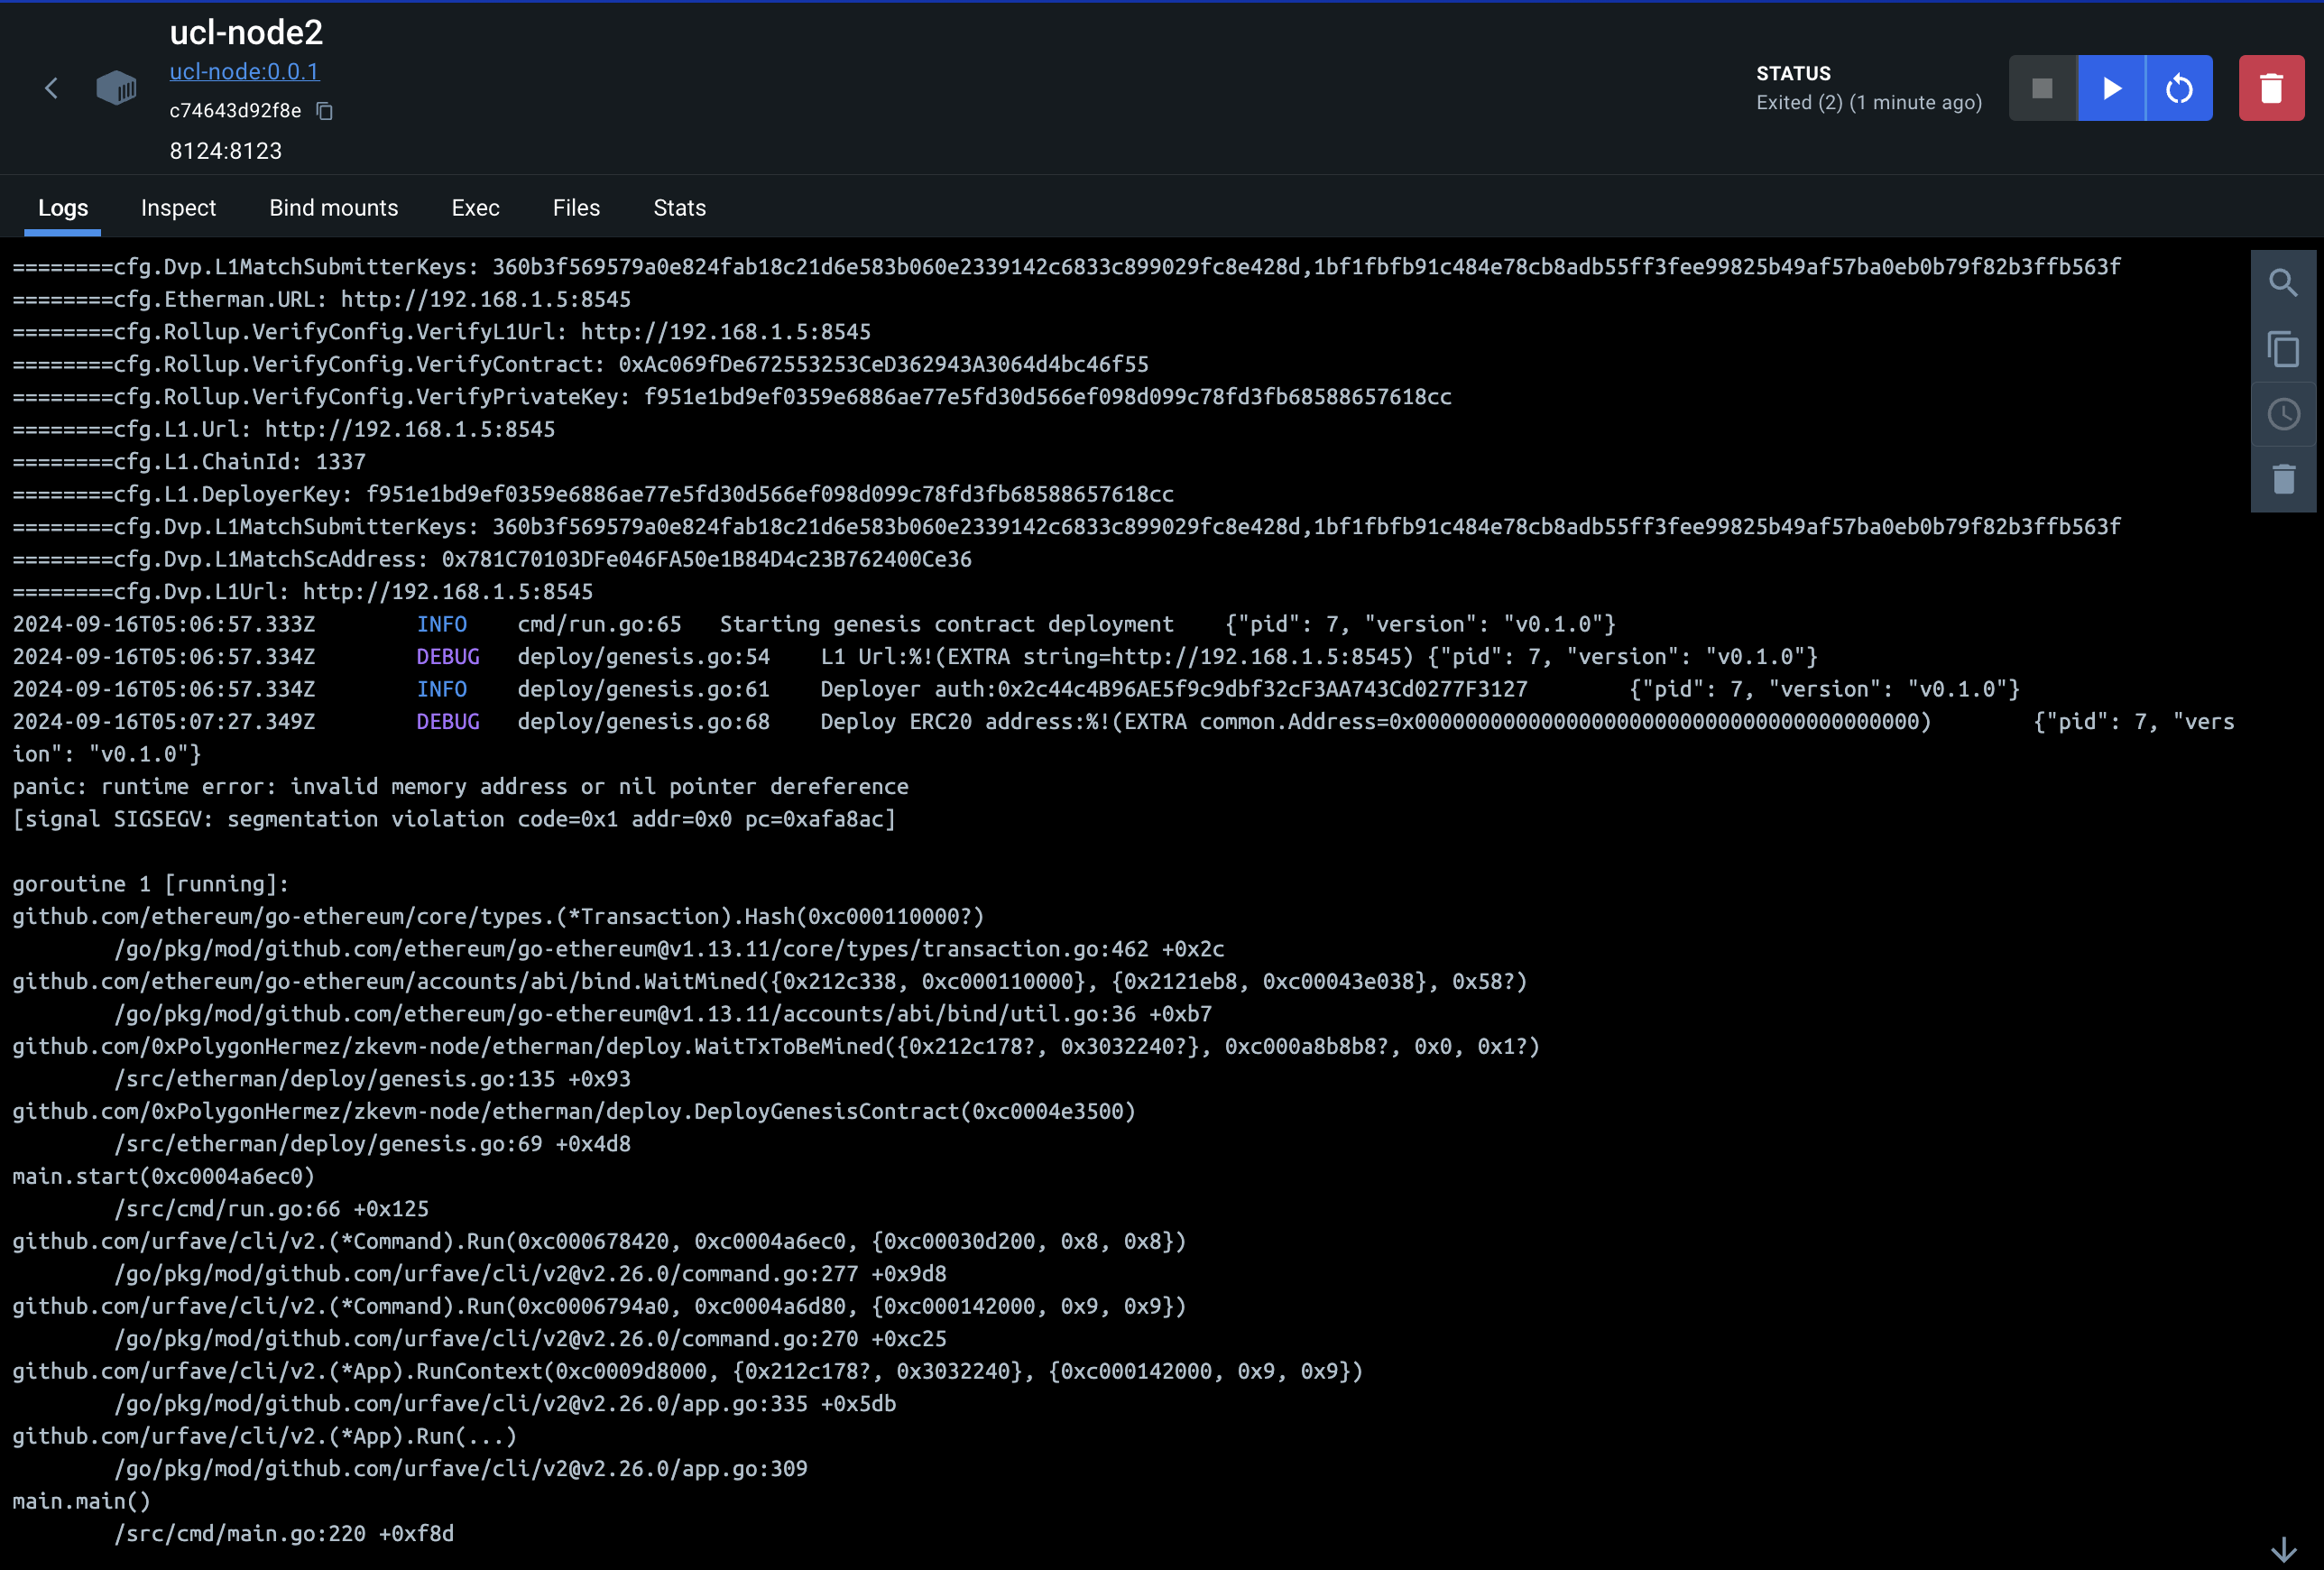 ucl-node2
ucl-node:0.0.1
c74643d92f8e
8124:8123
STATUS
Exited (2) (1 minute ago)
Logs Inspect Bind mounts Exec Files Stats
========cfg.Dvp.L1MatchSubmitterKeys: 360b3f569579a0e824fab18c21d6e583b060e2339142c6833c899029fc8e428d,1bf1fbfb91c484e78cb8adb55ff3fee99825b49af57ba0eb0b79f82b3ffb563f
========cfg.Etherman.URL: http://192.168.1.5:8545
========cfg.Rollup.VerifyConfig.VerifyL1Url: http://192.168.1.5:8545
========cfg.Rollup.VerifyConfig.VerifyContract: 0xAc069fDe672553253CeD362943A3064d4bc46f55
========cfg.Rollup.VerifyConfig.VerifyPrivateKey: f951e1bd9ef0359e6886ae77e5fd30d566ef098d099c78fd3fb68588657618cc
========cfg.L1.Url: http://192.168.1.5:8545
========cfg.L1.ChainId: 1337
========cfg.L1.DeployerKey: f951e1bd9ef0359e6886ae77e5fd30d566ef098d099c78fd3fb68588657618cc
========cfg.Dvp.L1MatchSubmitterKeys: 360b3f569579a0e824fab18c21d6e583b060e2339142c6833c899029fc8e428d,1bf1fbfb91c484e78cb8adb55ff3fee99825b49af57ba0eb0b79f82b3ffb563f
========cfg.Dvp.L1MatchScAddress: 0x781C70103DFe046FA50e1B84D4c23B762400Ce36
========cfg.Dvp.L1Url: http://192.168.1.5:8545
2024-09-16T05:06:57.333Z INFO cmd/run.go:65 Starting genesis contract deployment {"pid": 7, "version": "v0.1.0"}
2024-09-16T05:06:57.334Z DEBUG deploy/genesis.go:54 L1 Url:%!(EXTRA string=http://192.168.1.5:8545) {"pid": 7, "version": "v0.1.0"}
2024-09-16T05:06:57.334Z INFO deploy/genesis.go:61 Deployer auth:0x2c44c4B96AE5f9c9dbf32cF3AA743Cd0277F3127 {"pid": 7, "version": "v0.1.0"}
2024-09-16T05:07:27.349Z DEBUG deploy/genesis.go:68 Deploy ERC20 address:%!(EXTRA common.Address=0x0000000000000000000000000000000000000000) {"pid": 7, "vers
ion": "v0.1.0"}
panic: runtime error: invalid memory address or nil pointer dereference
[signal SIGSEGV: segmentation violation code=0x1 addr=0x0 pc=0xafa8ac]
goroutine 1 [running]:
github.com/ethereum/go-ethereum/core/types.(*Transaction).Hash(0xc000110000?)
/go/pkg/mod/github.com/ethereum/go-ethereum@v1.13.11/core/types/transaction.go:462 +0x2c
github.com/ethereum/go-ethereum/accounts/abi/bind.WaitMined({0x212c338, 0xc000110000}, {0x2121eb8, 0xc00043e038}, 0x58?)
/go/pkg/mod/github.com/ethereum/go-ethereum@v1.13.11/accounts/abi/bind/util.go:36 +0xb7
github.com/0xPolygonHermez/zkevm-node/etherman/deploy.WaitTxToBeMined({0x212c178?, 0x3032240?}, 0xc000a8b8b8?, 0x0, 0x1?)
/src/etherman/deploy/genesis.go:135 +0x93
github.com/0xPolygonHermez/zkevm-node/etherman/deploy.DeployGenesisContract(0xc0004e3500)
/src/etherman/deploy/genesis.go:69 +0x4d8
main.start(0xc0004a6ec0)
/src/cmd/run.go:66 +0x125
github.com/urfave/cli/v2.(*Command).Run(0xc000678420, 0xc0004a6ec0, {0xc00030d200, 0x8, 0x8})
/go/pkg/mod/github.com/urfave/cli/v2@v2.26.0/command.go:277 +0x9d8
github.com/urfave/cli/v2.(*Command).Run(0xc0006794a0, 0xc0004a6d80, {0xc000142000, 0x9, 0x9})
/go/pkg/mod/github.com/urfave/cli/v2@v2.26.0/command.go:270 +0xc25
github.com/urfave/cli/v2.(*App).RunContext(0xc0009d8000, {0x212c178?, 0x3032240}, {0xc000142000, 0x9, 0x9})
/go/pkg/mod/github.com/urfave/cli/v2@v2.26.0/app.go:335 +0x5db
github.com/urfave/cli/v2.(*App).Run(...)
/go/pkg/mod/github.com/urfave/cli/v2@v2.26.0/app.go:309
main.main()
/src/cmd/main.go:220 +0xf8d